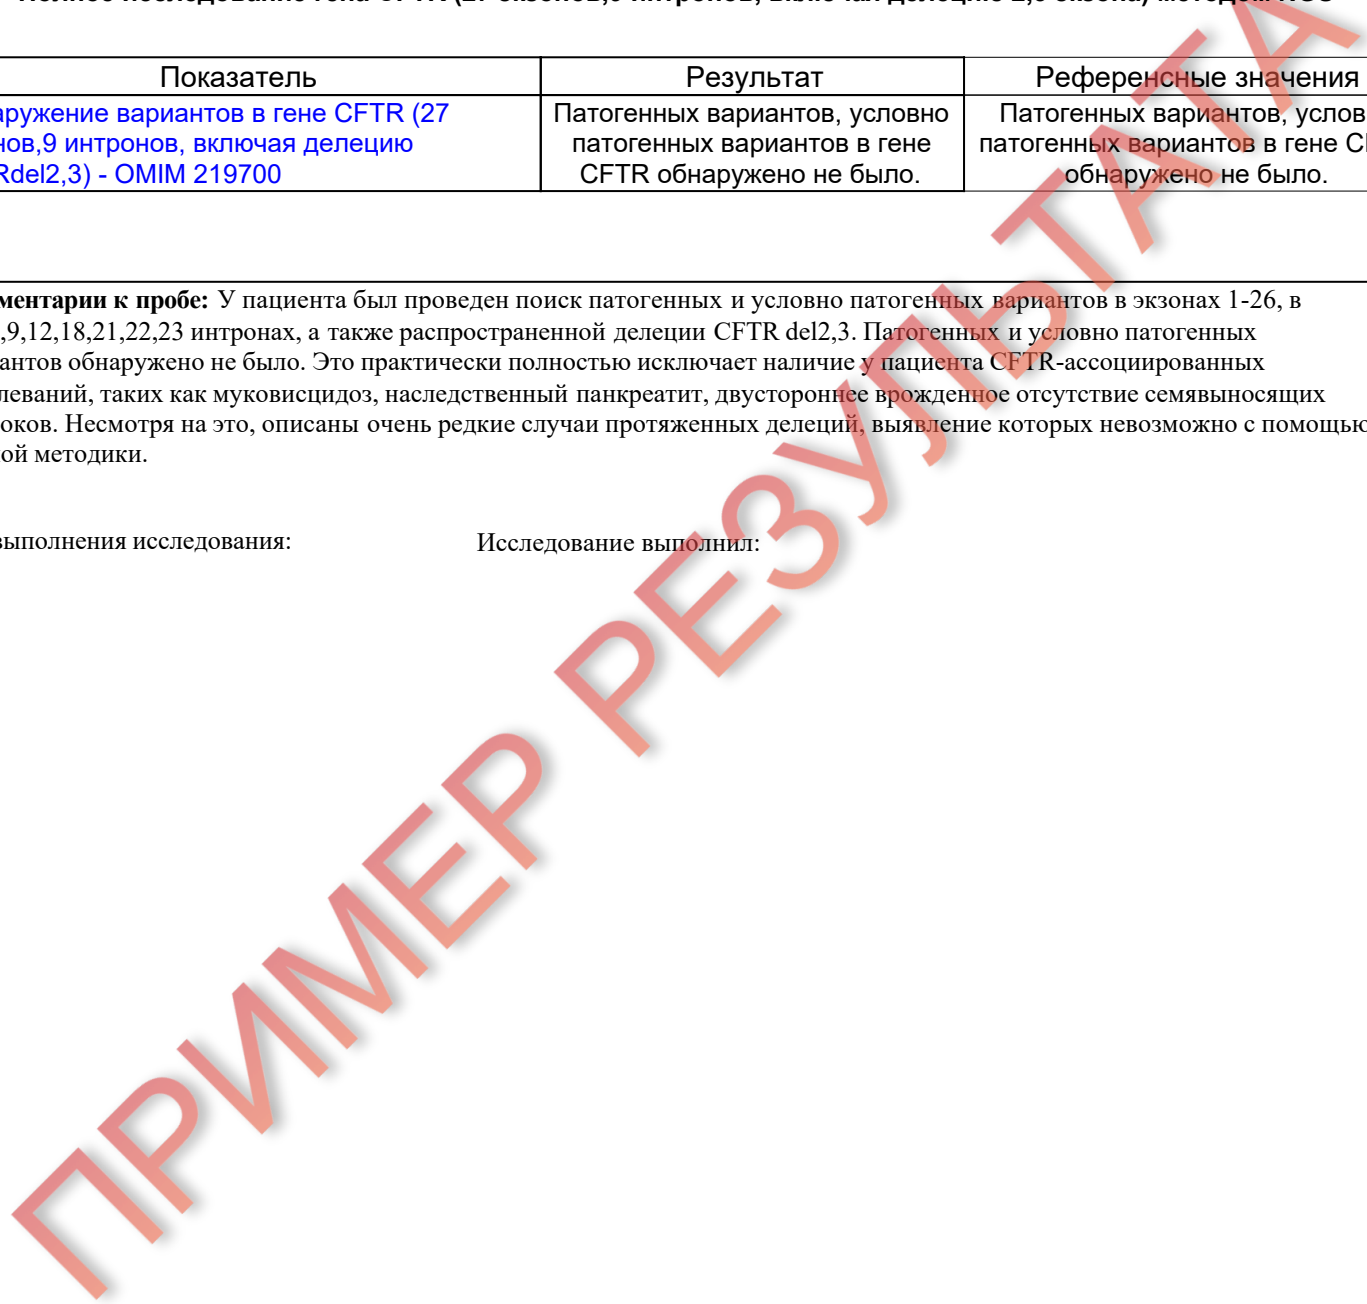 Показатель
Результат
Референсные значения
аружение вариантов в гене CFTR (27
нов,9 интронов, включая делецию
Rdel2,3) - OMIM 219700
Патогенных вариантов, условно
патогенных вариантов в гене
CFTR обнаружено не было.
Патогенных вариантов, услов
патогенных вариантов в гене CF
обнаружено не было.
ментарии к пробе: У пациента был проведен поиск патогенных и условно патогенных вариантов в экзонах 1-26, в
,9,12,18,21,22,23 интронах, а также распространенной делеции CFTR del2,3. Патогенных и условно патогенных
антов обнаружено не было. Это практически полностью исключает наличие у пациента CFTR-ассоциированных
леваний, таких как муковисцидоз, наследственный панкреатит, двустороннее врожденное отсутствие семявыносящих
оков. Несмотря на это, описаны очень редкие случаи протяженных делеций, выявление которых невозможно с помощью
ой методики.
выполнения исследования:
Исследование выполнил:
ПРИМЕР РЕЗУЛЬТАТА